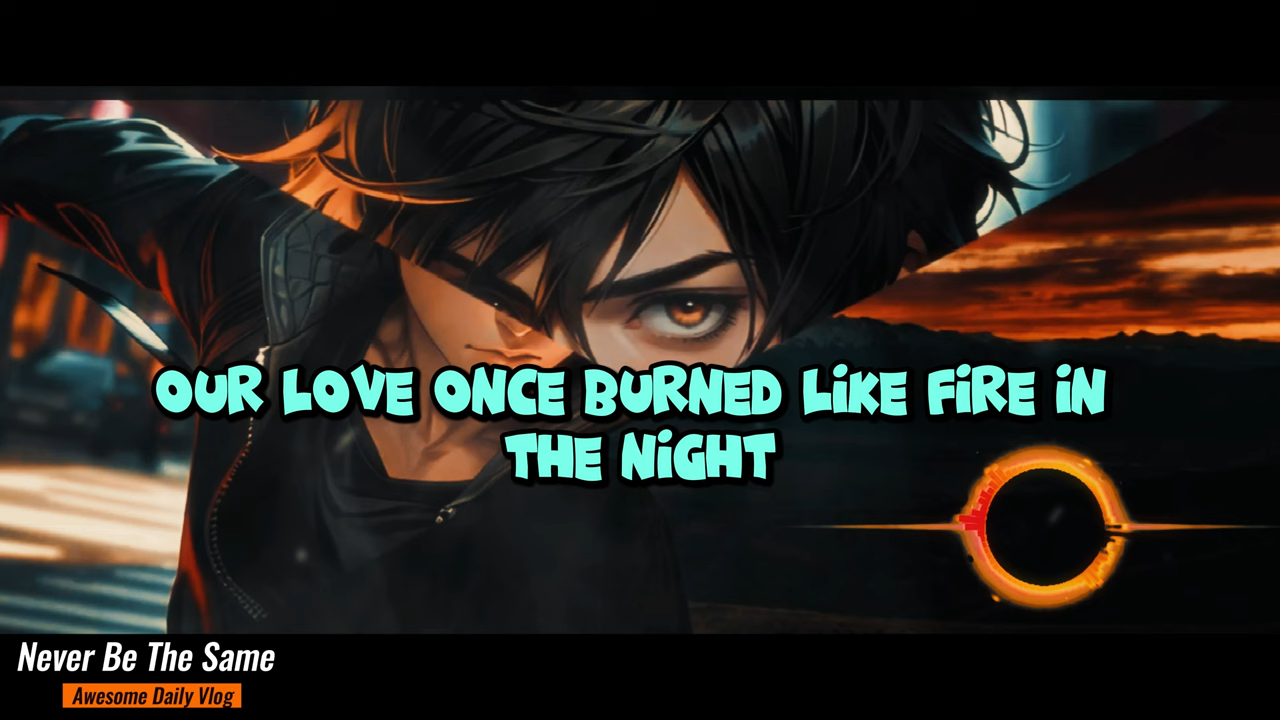 OUR LOVE ONCE BURNED LiKE FiRE iN
THE NiGHT
Never Be The Same
Awesome Daily Vlog